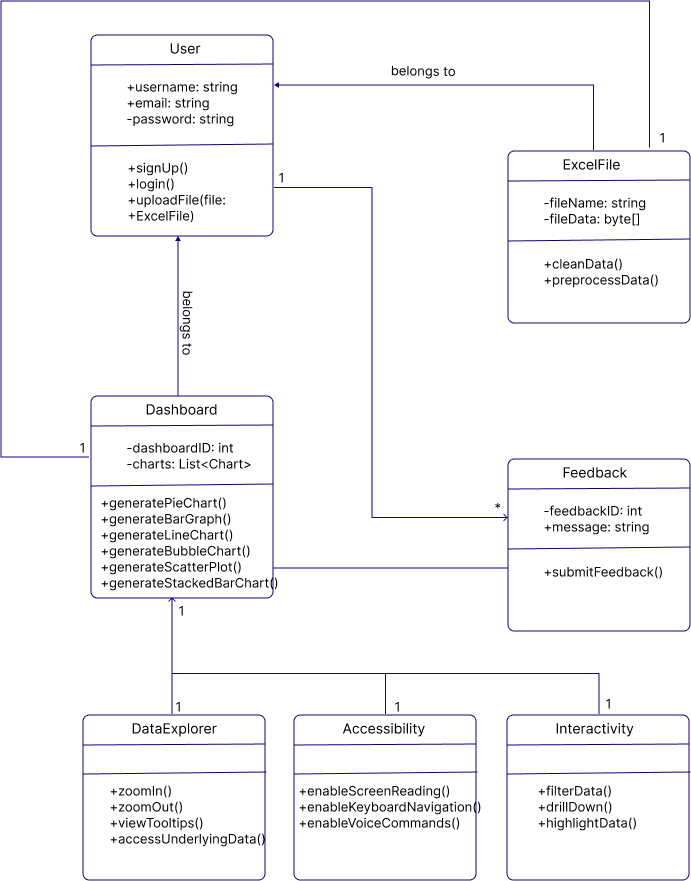 User
+username: string
+email: string
-password: string
+signUp()
+login()
+uploadFile(file:
+ExcelFile)
belongs to
1
ExcelFile
-fileName: string
-fileData: byte[]
+cleanData()
+preprocessData()
1
belongs to
Dashboard
-dashboardID: int
-charts: List<Chart>
+generatePieChart()
+generateBarGraph()
+generateLineChart()
+generateBubbleChart()
+generateScatterPlot()
+generateStackedBarChart()
1
*
Feedback
-feedbackID: int
+message: string
+submitFeedback()
1
1
DataExplorer
+zoomIn()
+zoomOut()
+viewTooltips()
+accessUnderlyingData()
1
Accessibility
+enableScreenReading()
+enableKeyboardNavigation()
+enableVoiceCommands()
1
Interactivity
+filterData()
+drillDown()
+highlightData()